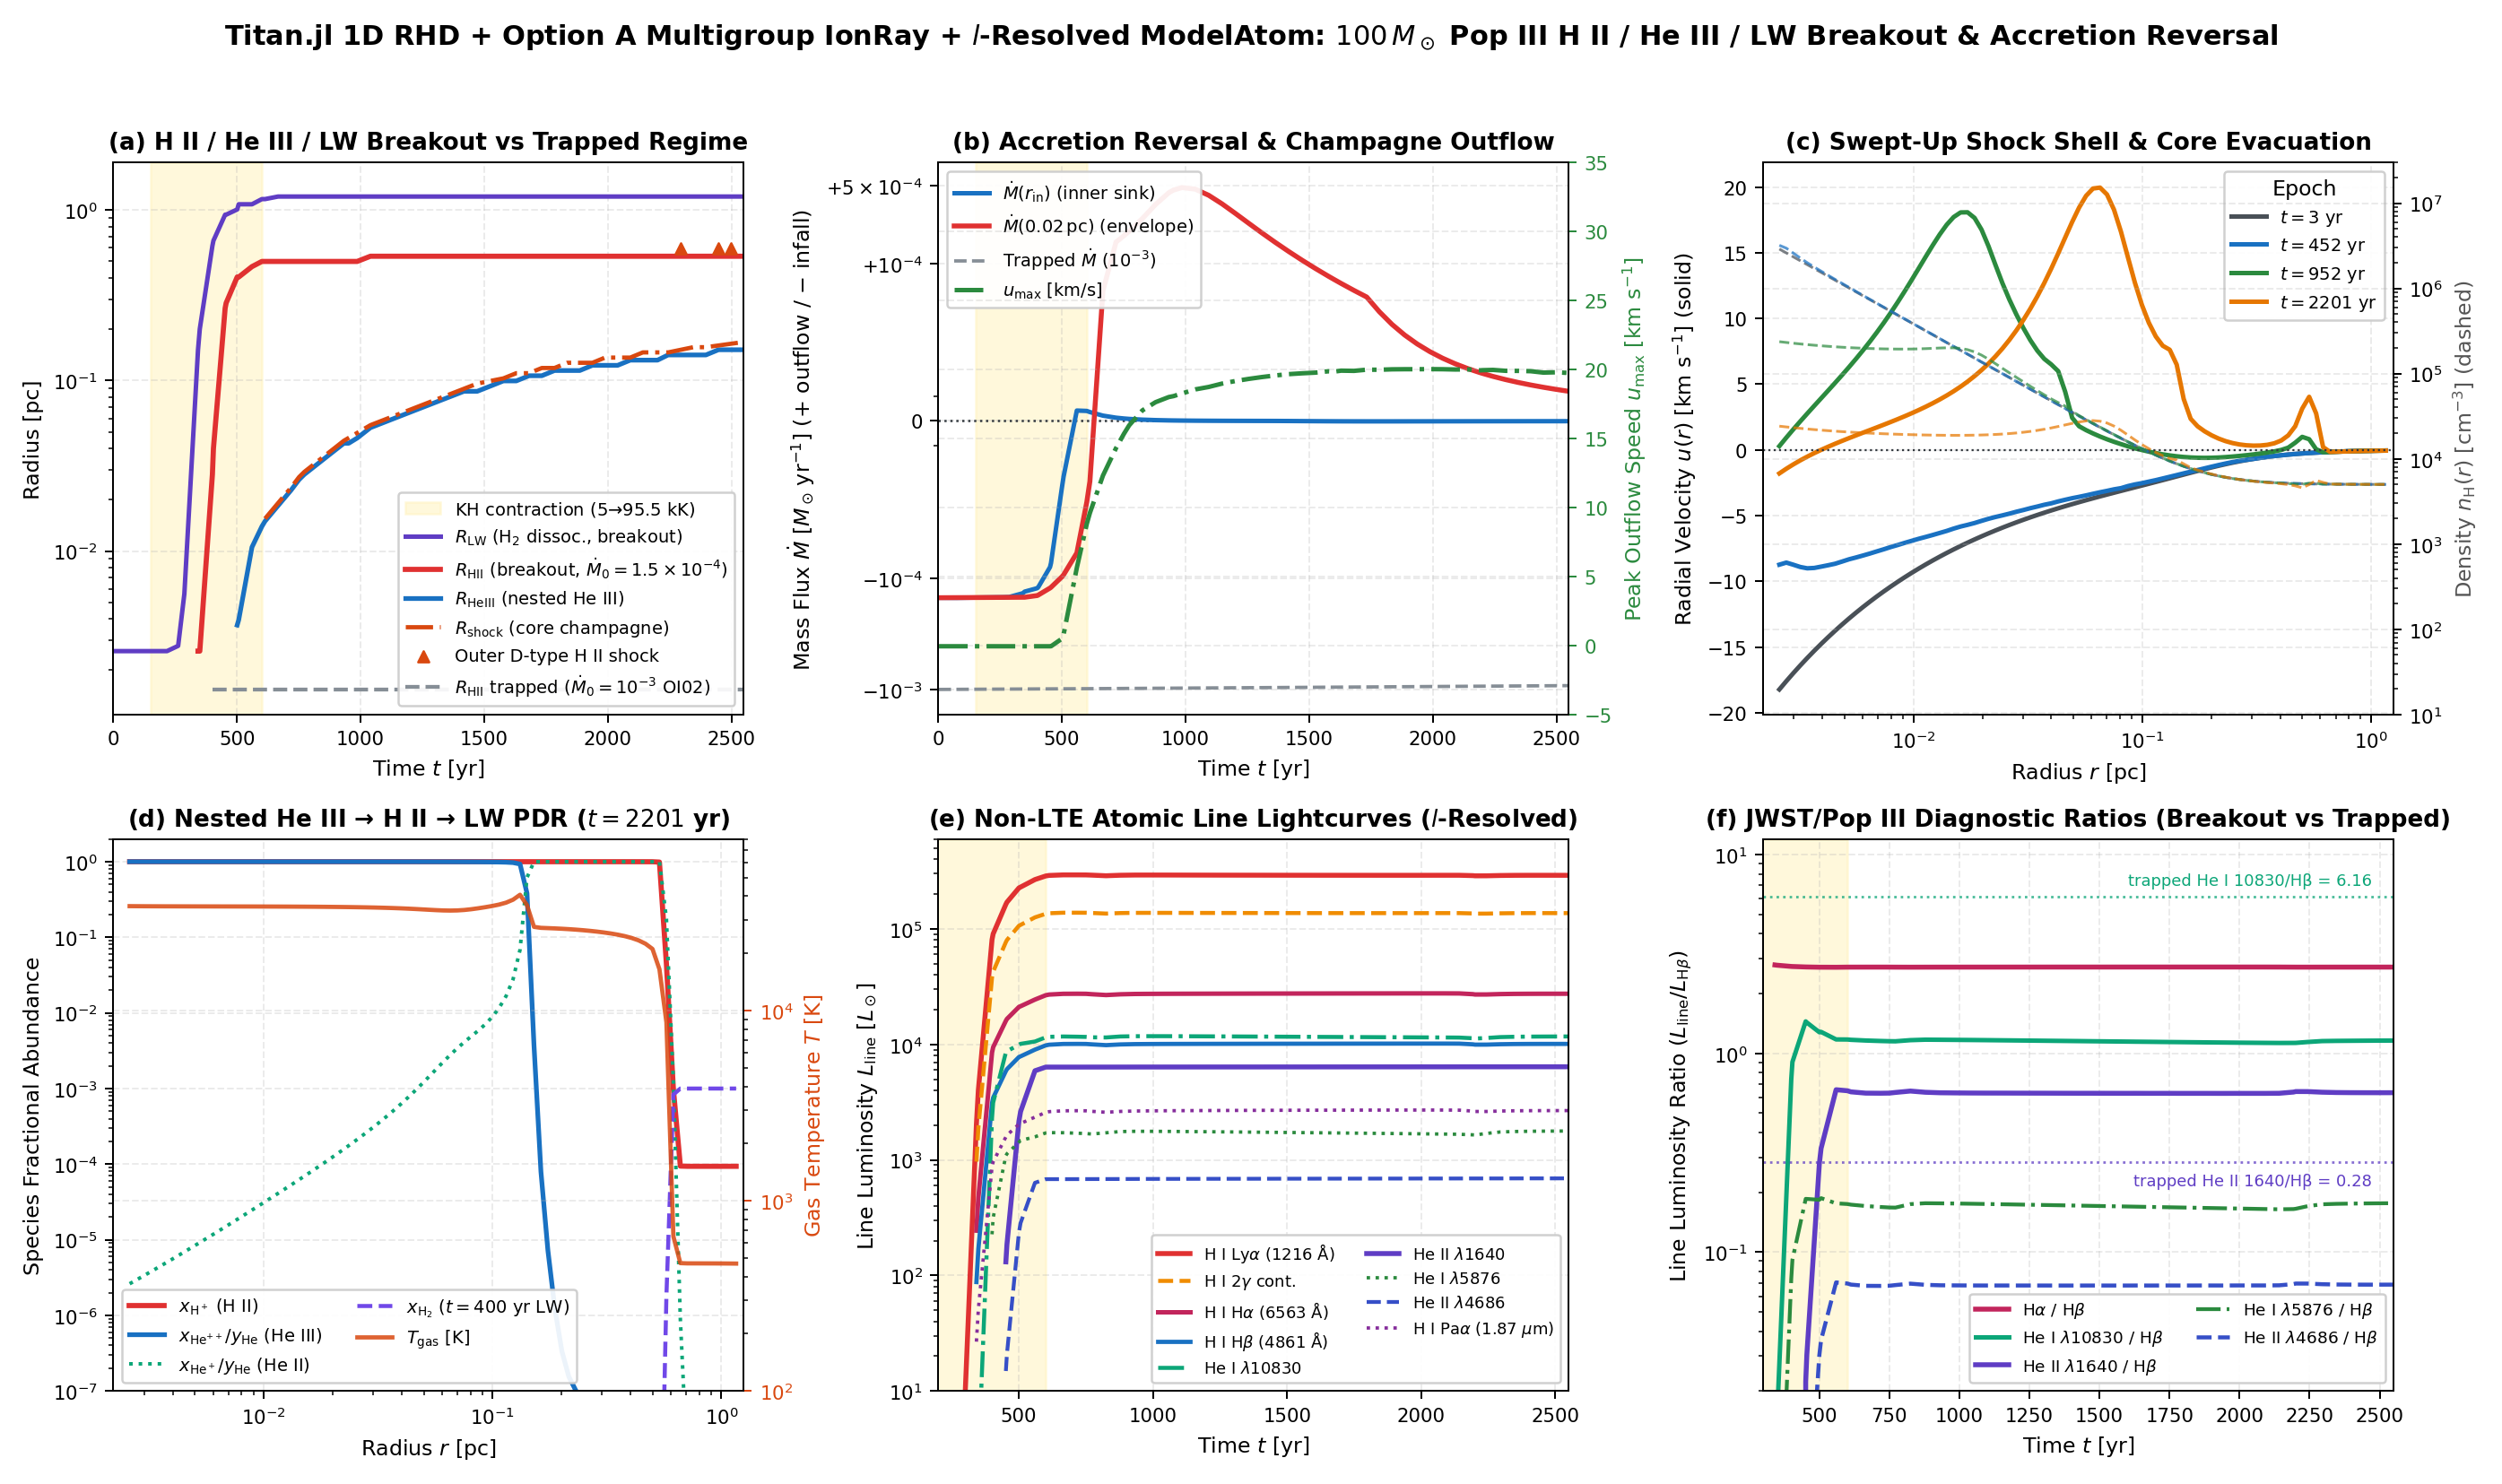 Titan.jl 1D RHD + Option A Multigroup IonRay + l-Resolved ModelAtom: 100 M⊙ Pop III H II / He III / LW Breakout & Accretion Reversal
(a) H II / He III / LW Breakout vs Trapped Regime
Radius [pc]
10⁰
10⁻¹
10⁻²
KH contraction (5→95.5 kK)
R_LW (H₂ dissoc., breakout)
R_HII (breakout, Ṁ₀ = 1.5 × 10⁻⁴)
R_HeIII (nested He III)
R_shock (core champagne)
Outer D-type H II shock
R_HII trapped (Ṁ₀ = 10⁻³ OI02)
0 500 1000 1500 2000 2500
Time t [yr]
(b) Accretion Reversal & Champagne Outflow
Mass Flux Ṁ [M⊙ yr⁻¹] (+ outflow / − infall)
+5 × 10⁻⁴
+10⁻⁴
0
−10⁻⁴
−10⁻³
Ṁ(r_in) (inner sink)
Ṁ(0.02 pc) (envelope)
Trapped Ṁ (10⁻³)
u_max [km/s]
35
30
25
20
15
10
5
0
−5
Peak Outflow Speed u_max [km s⁻¹]
0 500 1000 1500 2000 2500
Time t [yr]
(c) Swept-Up Shock Shell & Core Evacuation
Radial Velocity u(r) [km s⁻¹] (solid)
20
15
10
5
0
−5
−10
−15
−20
Epoch
t = 3 yr
t = 452 yr
t = 952 yr
t = 2201 yr
10⁷
10⁶
10⁵
10⁴
10³
10²
10¹
Density n_H(r) [cm⁻³] (dashed)
10⁻² 10⁻¹ 10⁰
Radius r [pc]
(d) Nested He III → H II → LW PDR (t = 2201 yr)
Species Fractional Abundance
10⁰
10⁻¹
10⁻²
10⁻³
10⁻⁴
10⁻⁵
10⁻⁶
10⁻⁷
x_H⁺ (H II)
x_He⁺⁺/y_He (He III)
x_He⁺/y_He (He II)
x_H₂ (t = 400 yr LW)
T_gas [K]
10⁴
10³
10²
Gas Temperature T [K]
10⁻² 10⁻¹ 10⁰
Radius r [pc]
(e) Non-LTE Atomic Line Lightcurves (l-Resolved)
Line Luminosity L_line [L⊙]
10⁵
10⁴
10³
10²
10¹
H I Lyα (1216 Å)
H I 2γ cont.
H I Hα (6563 Å)
H I Hβ (4861 Å)
He I λ10830
He II λ1640
He I λ5876
He II λ4686
H I Paα (1.87 μm)
500 1000 1500 2000 2500
Time t [yr]
(f) JWST/Pop III Diagnostic Ratios (Breakout vs Trapped)
Line Luminosity Ratio (L_line/L_Hβ)
10¹
10⁰
10⁻¹
trapped He I 10830/Hβ = 6.16
trapped He II 1640/Hβ = 0.28
Hα / Hβ
He I λ10830 / Hβ
He II λ1640 / Hβ
He I λ5876 / Hβ
He II λ4686 / Hβ
500 750 1000 1250 1500 1750 2000 2250 2500
Time t [yr]